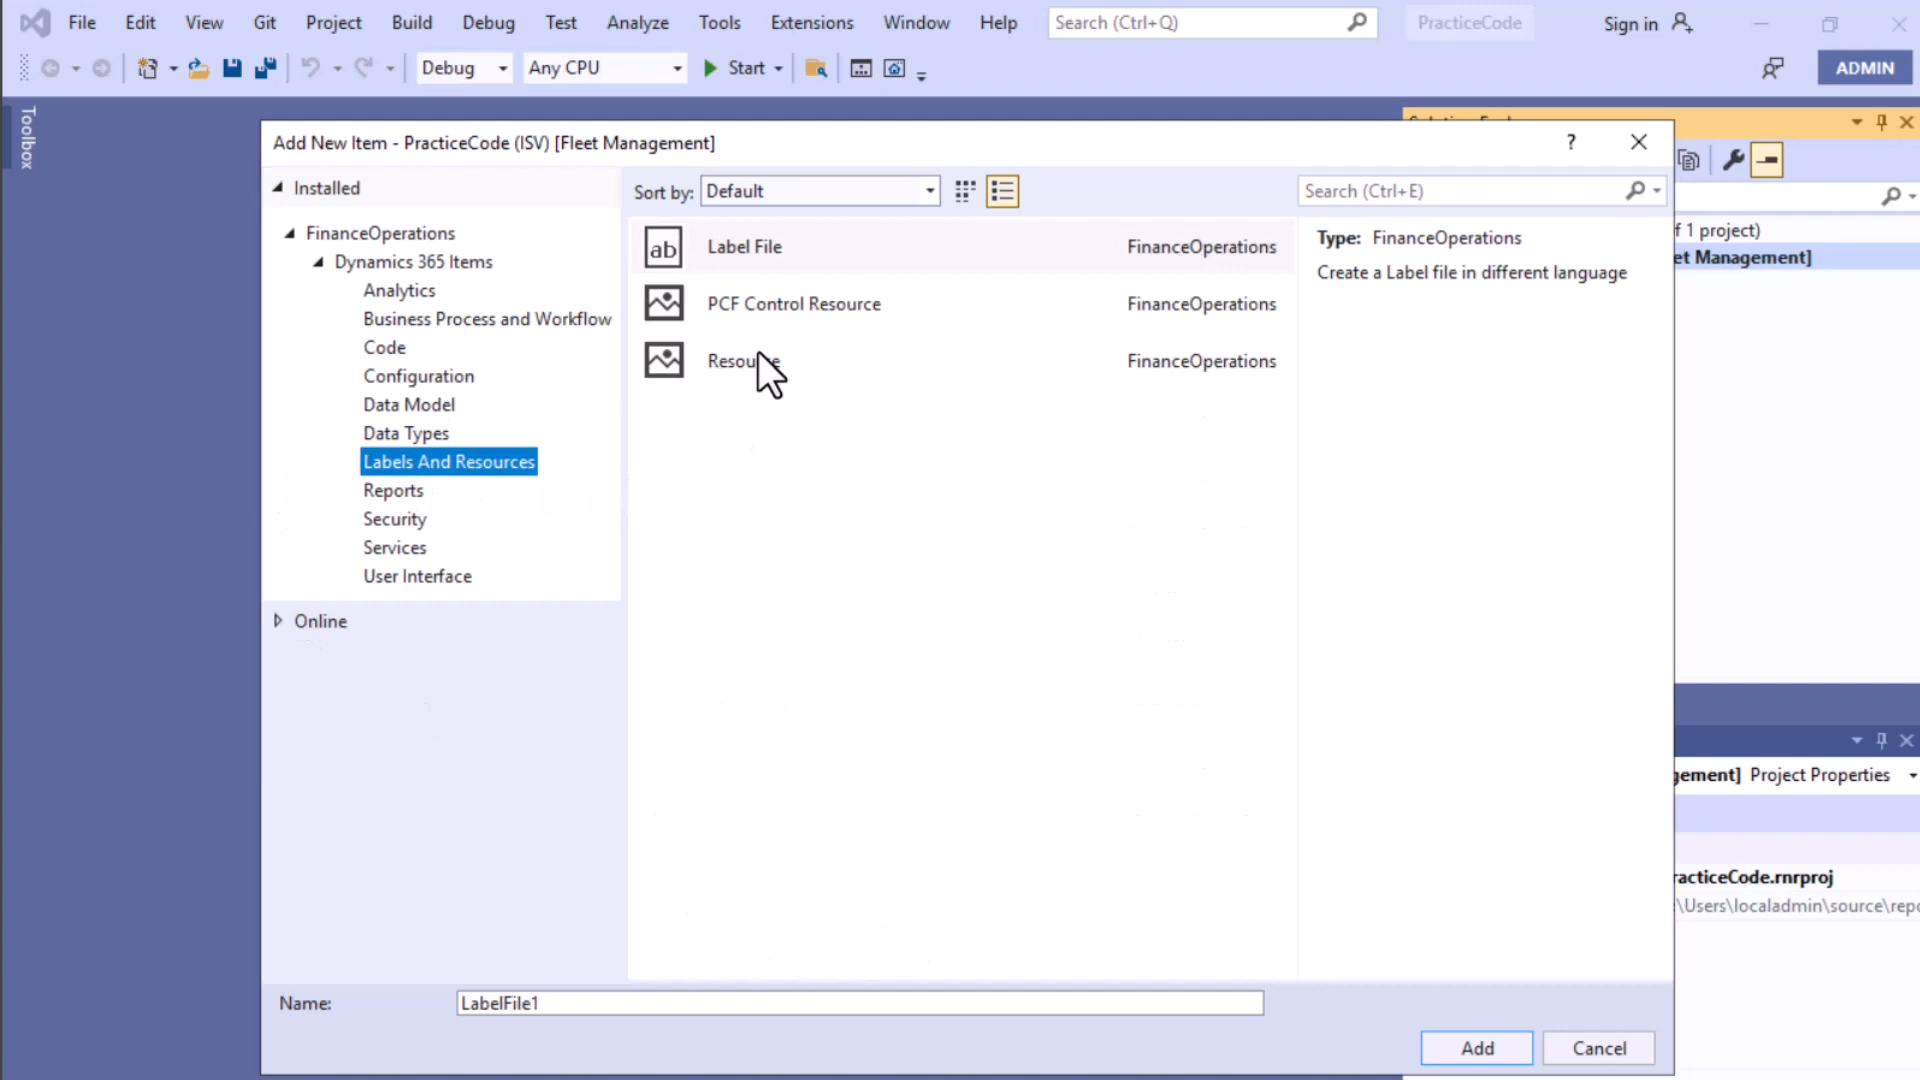 File Edit View Git Project Build Debug Test Analyze Tools Extensions Window Help Search (Ctrl+Q) PracticeCode Sign in
Debug Any CPU Start ADMIN
Toolbox
Add New Item - PracticeCode (ISV) [Fleet Management] ?
Installed
Sort by: Default
Search (Ctrl+E)
FinanceOperations
Dynamics 365 Items
Analytics
Business Process and Workflow
Code
Configuration
Data Model
Data Types
Labels And Resources
Reports
Security
Services
User Interface
Online
ab Label File FinanceOperations
PCF Control Resource FinanceOperations
Resource FinanceOperations
Type: FinanceOperations
Create a Label file in different language
f 1 project)
et Management]
gement] Project Properties
racticeCode.rnrproj
:\Users\localadmin\source\repo
Name: LabelFile1
Add Cancel